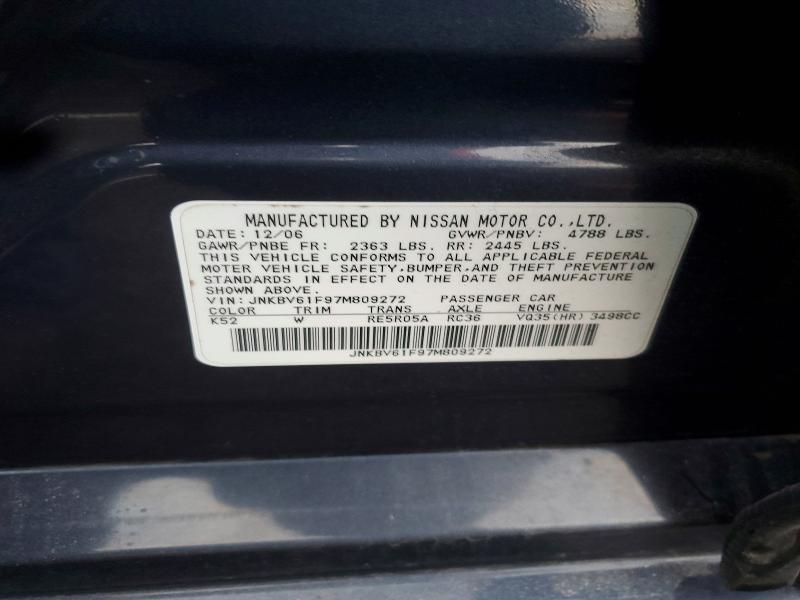 MANUFACTURED BY NISSAN MOTOR CO.,LTD.
DATE: 12/06 GVWR/PNBV: 4788 LBS.
GAWR/PNBE FR: 2363 LBS. RR: 2445 LBS.
THIS VEHICLE CONFORMS TO ALL APPLICABLE FEDERAL
MOTOR VEHICLE SAFETY,BUMPER,AND THEFT PREVENTION
STANDARDS IN EFFECT ON THE DATE OF MANUFACTURE
SHOWN ABOVE.
VIN: JNKBV61F97M809272 PASSENGER CAR
COLOR TRIM TRANS AXLE ENGINE
K52 W RE5R05A RC36 VQ35(HR) 3498CC
JNKBV61F97M809272